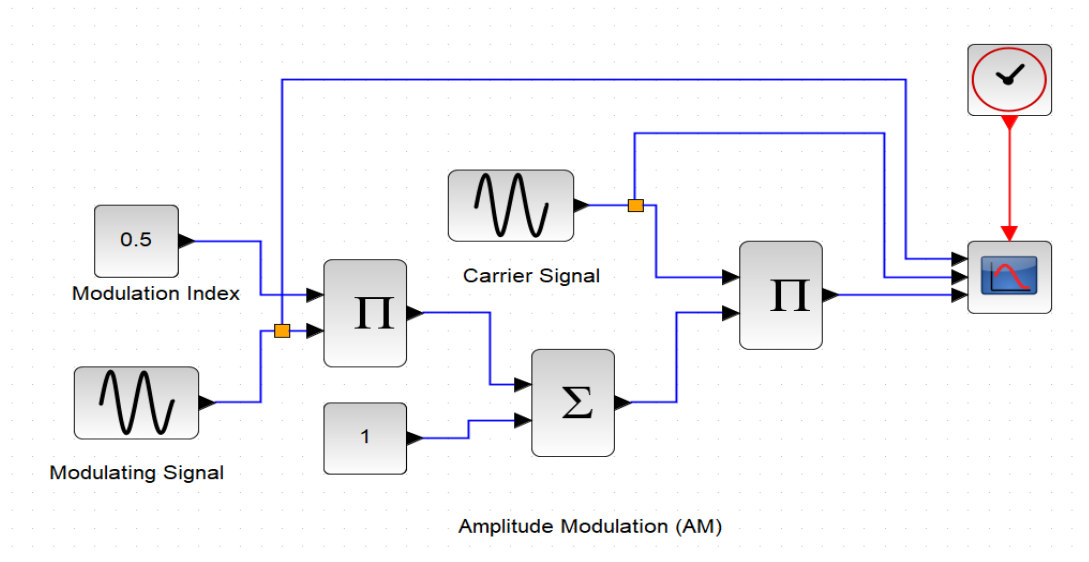 0.5
Modulation Index
Carrier Signal
Π
Π
Σ
1
Modulating Signal
Amplitude Modulation (AM)